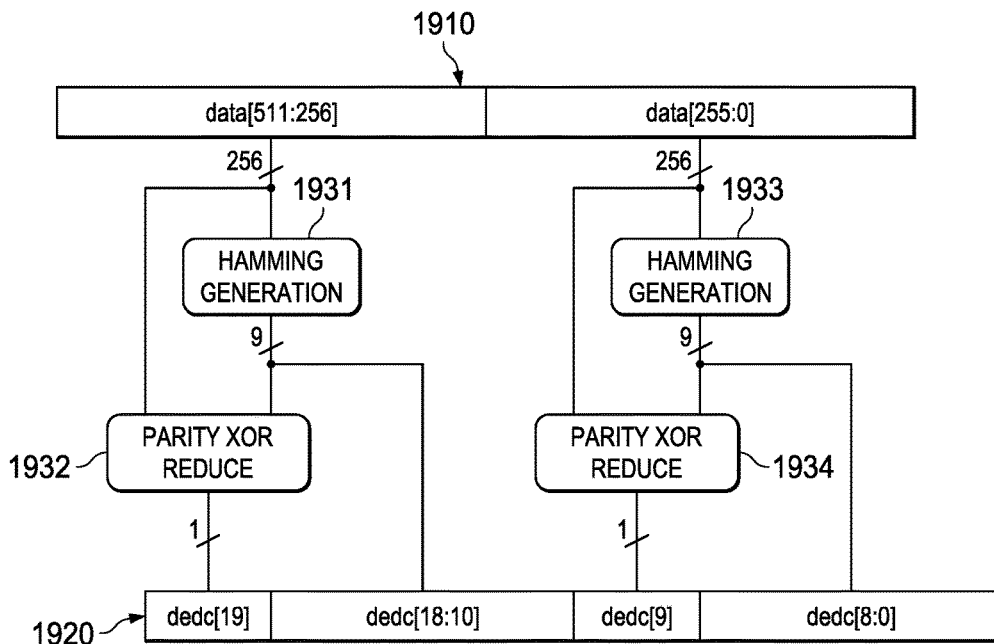 1910
data[511:256] data[255:0]
256 256
1931 1933
HAMMING
GENERATION
HAMMING
GENERATION
9 9
PARITY XOR
REDUCE
PARITY XOR
REDUCE
1932 1934
1 1
1920 dedc[19] dedc[18:10] dedc[9] dedc[8:0]